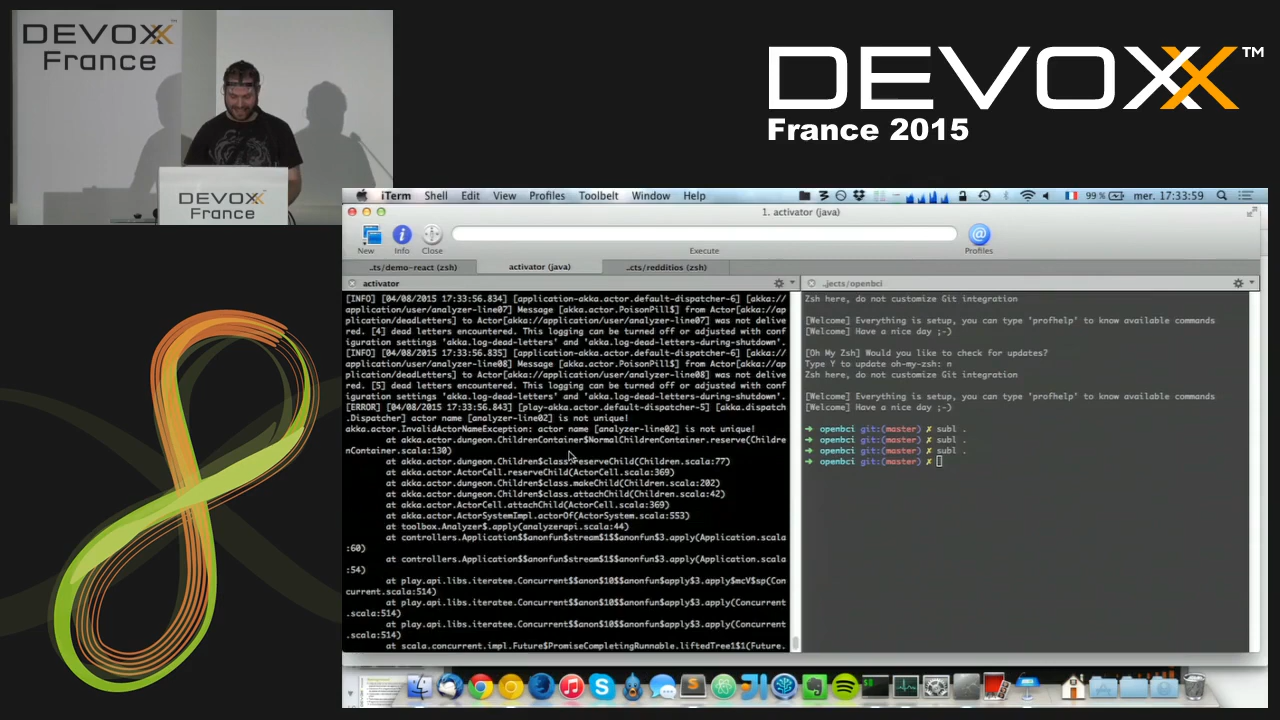 DEVOXX
France
DEVOXX
France
DEVOXX™
France 2015
iTerm Shell Edit View Profiles Toolbelt Window Help 99% mer. 17:33:59
1. activator (java)
New Info Close Execute Profiles
..ts/demo-react (zsh) activator (java) ..cts/redditios (zsh)
activator
[INFO] [04/08/2015 17:33:56.834] [application-akka.actor.default-dispatcher-6] [akka://
application/user/analyzer-line07] Message [akka.actor.PoisonPill$] from Actor[akka://ap
plication/deadLetters] to Actor[akka://application/user/analyzer-line07] was not delive
red. [4] dead letters encountered. This logging can be turned off or adjusted with conf
iguration settings 'akka.log-dead-letters' and 'akka.log-dead-letters-during-shutdown'.
[INFO] [04/08/2015 17:33:56.835] [application-akka.actor.default-dispatcher-6] [akka://
application/user/analyzer-line08] Message [akka.actor.PoisonPill$] from Actor[akka://ap
plication/deadLetters] to Actor[akka://application/user/analyzer-line08] was not delive
red. [5] dead letters encountered. This logging can be turned off or adjusted with conf
iguration settings 'akka.log-dead-letters' and 'akka.log-dead-letters-during-shutdown'.
[ERROR] [04/08/2015 17:33:56.843] [play-akka.actor.default-dispatcher-5] [akka.dispatch
.Dispatcher] actor name [analyzer-line02] is not unique!
akka.actor.InvalidActorNameException: actor name [analyzer-line02] is not unique!
at akka.actor.dungeon.ChildrenContainer$NormalChildrenContainer.reserve(Childre
nContainer.scala:130)
at akka.actor.dungeon.Children$class.reserveChild(Children.scala:77)
at akka.actor.ActorCell.reserveChild(ActorCell.scala:369)
at akka.actor.dungeon.Children$class.makeChild(Children.scala:202)
at akka.actor.dungeon.Children$class.attachChild(Children.scala:42)
at akka.actor.ActorCell.attachChild(ActorCell.scala:369)
at akka.actor.ActorSystemImpl.actorOf(ActorSystem.scala:553)
at toolbox.Analyzer$.apply(analyzerapi.scala:44)
at controllers.Application$$anonfun$stream$1$$anonfun$3.apply(Application.scala
:60)
at controllers.Application$$anonfun$stream$1$$anonfun$3.apply(Application.scala
:54)
at play.api.libs.iteratee.Concurrent$$anon$10$$anonfun$apply$3.apply$mcV$sp(Con
current.scala:514)
at play.api.libs.iteratee.Concurrent$$anon$10$$anonfun$apply$3.apply(Concurrent
.scala:514)
at play.api.libs.iteratee.Concurrent$$anon$10$$anonfun$apply$3.apply(Concurrent
.scala:514)
at scala.concurrent.impl.Future$PromiseCompletingRunnable.liftedTree1$1(Future.
..jects/openbci
Zsh here, do not customize Git integration
[Welcome] Everything is setup, you can type 'profhelp' to know available commands
[Welcome] Have a nice day ;-)
[Oh My Zsh] Would you like to check for updates?
Type Y to update oh-my-zsh: n
Zsh here, do not customize Git integration
[Welcome] Everything is setup, you can type 'profhelp' to know available commands
[Welcome] Have a nice day ;-)
➜ openbci git:(master) ✗ subl .
➜ openbci git:(master) ✗ subl .
➜ openbci git:(master) ✗ subl .
➜ openbci git:(master) ✗